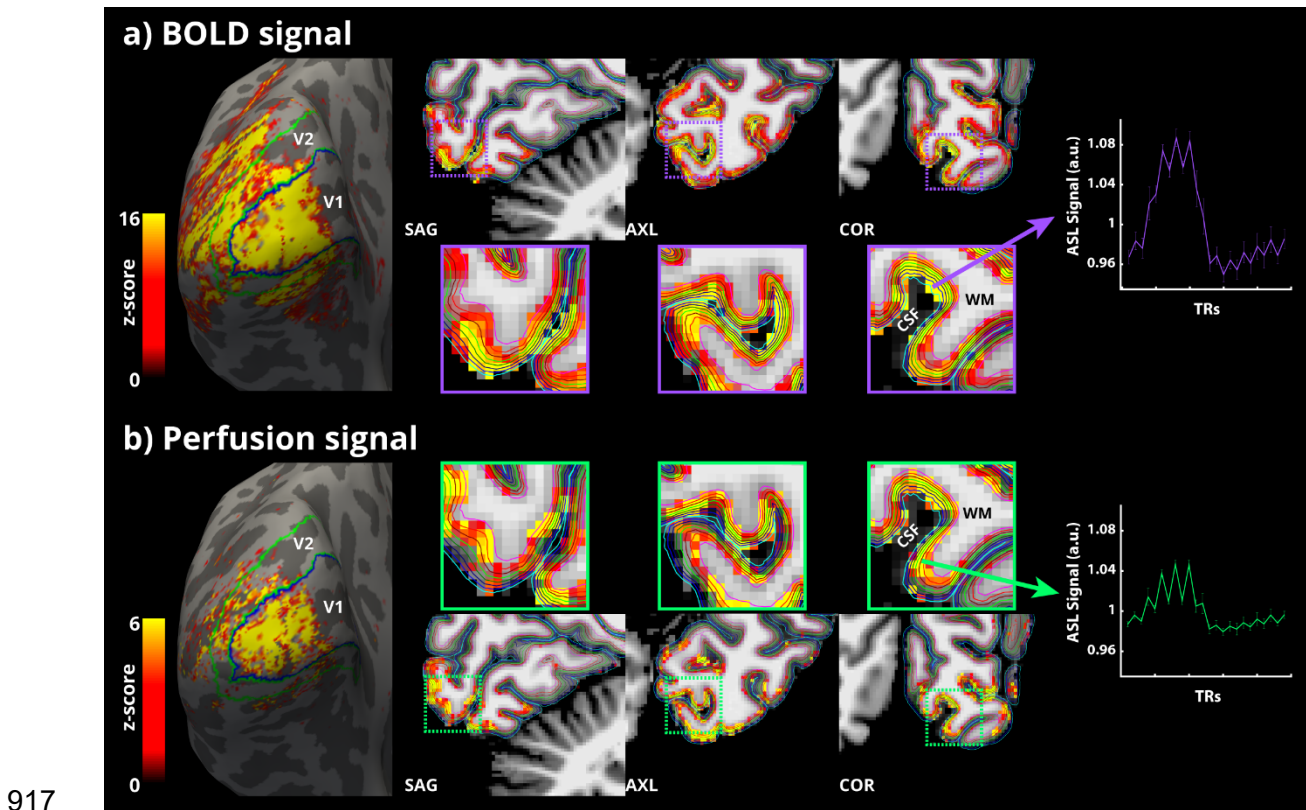 a) BOLD signal
V2
V1
16
z-score
0
SAG
AXL
COR
CSF
WM
1.08
1.04
1
0.96
ASL Signal (a.u.)
TRs
b) Perfusion signal
V2
V1
6
z-score
0
CSF
WM
SAG
AXL
COR
1.08
1.04
1
0.96
ASL Signal (a.u.)
TRs
917